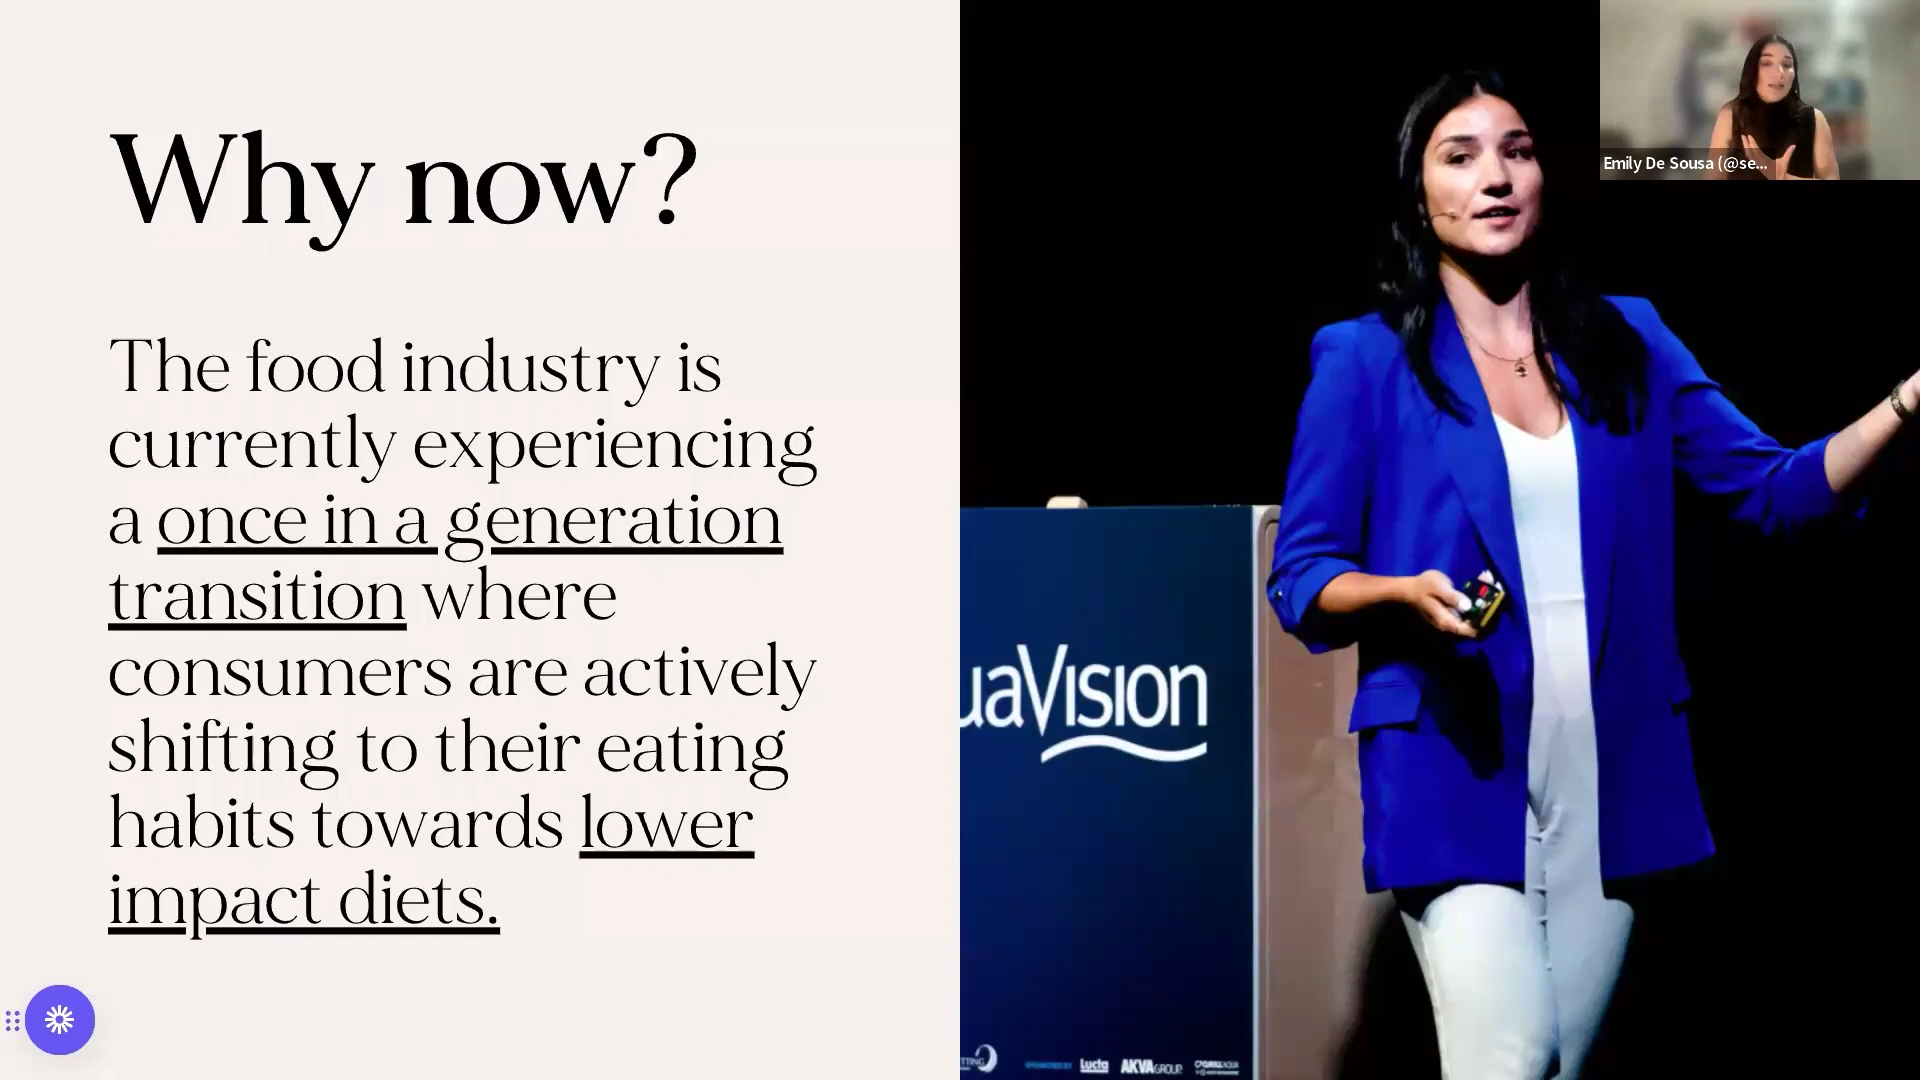 Why now?
The food industry is
currently experiencing
a once in a generation
transition where
consumers are actively
shifting to their eating
habits towards lower
impact diets.
Emily De Sousa (@se...
uaVision
Lucta
AKVA GROUP